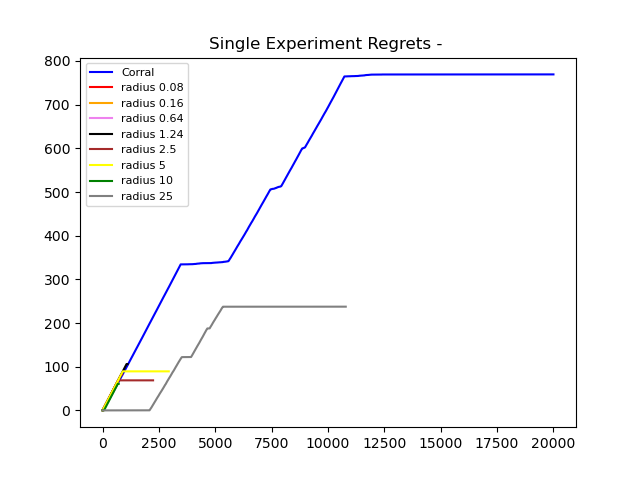 Single Experiment Regrets -
800
700
600
500
400
300
200
100
0
Corral
radius 0.08
radius 0.16
radius 0.64
radius 1.24
radius 2.5
radius 5
radius 10
radius 25
0 2500 5000 7500 10000 12500 15000 17500 20000